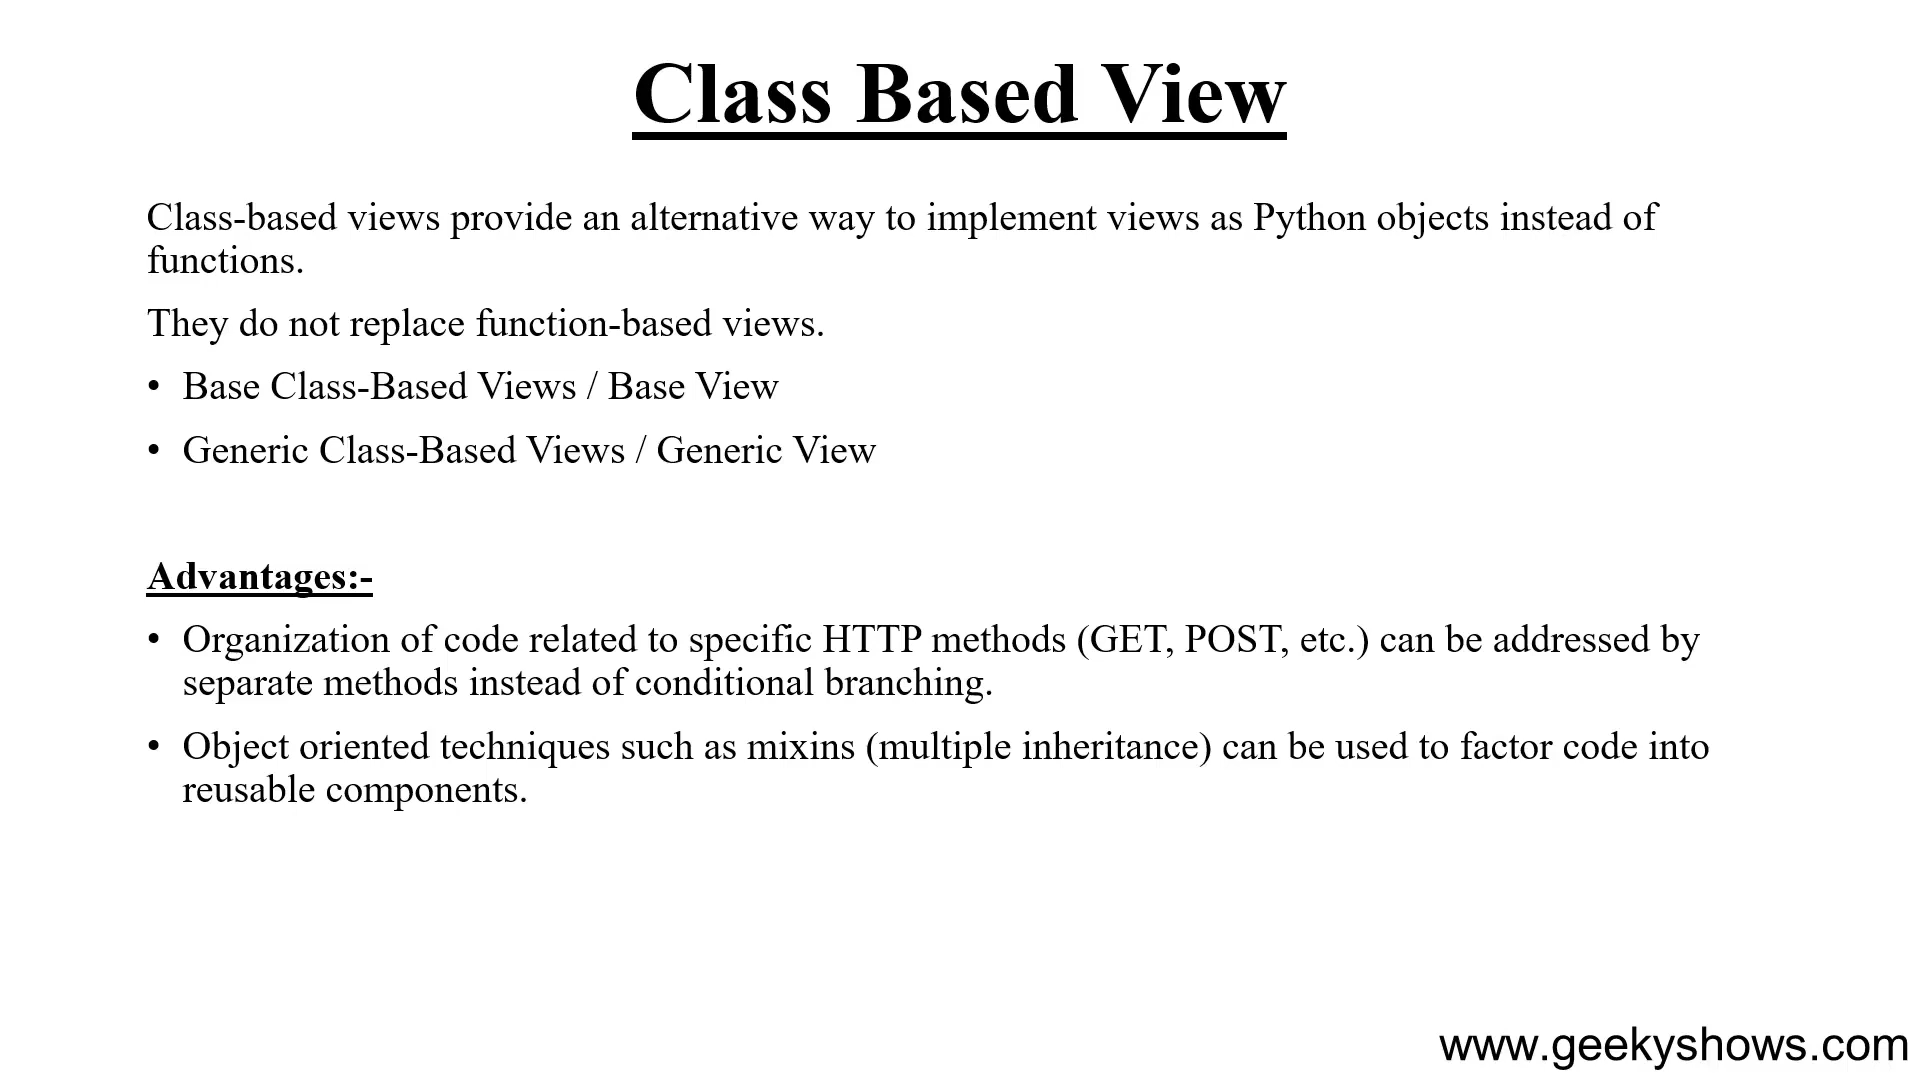 Class Based View
Class-based views provide an alternative way to implement views as Python objects instead of
functions.
They do not replace function-based views.
• Base Class-Based Views / Base View
• Generic Class-Based Views / Generic View
Advantages:-
• Organization of code related to specific HTTP methods (GET, POST, etc.) can be addressed by
separate methods instead of conditional branching.
• Object oriented techniques such as mixins (multiple inheritance) can be used to factor code into
reusable components.
www.geekyshows.com